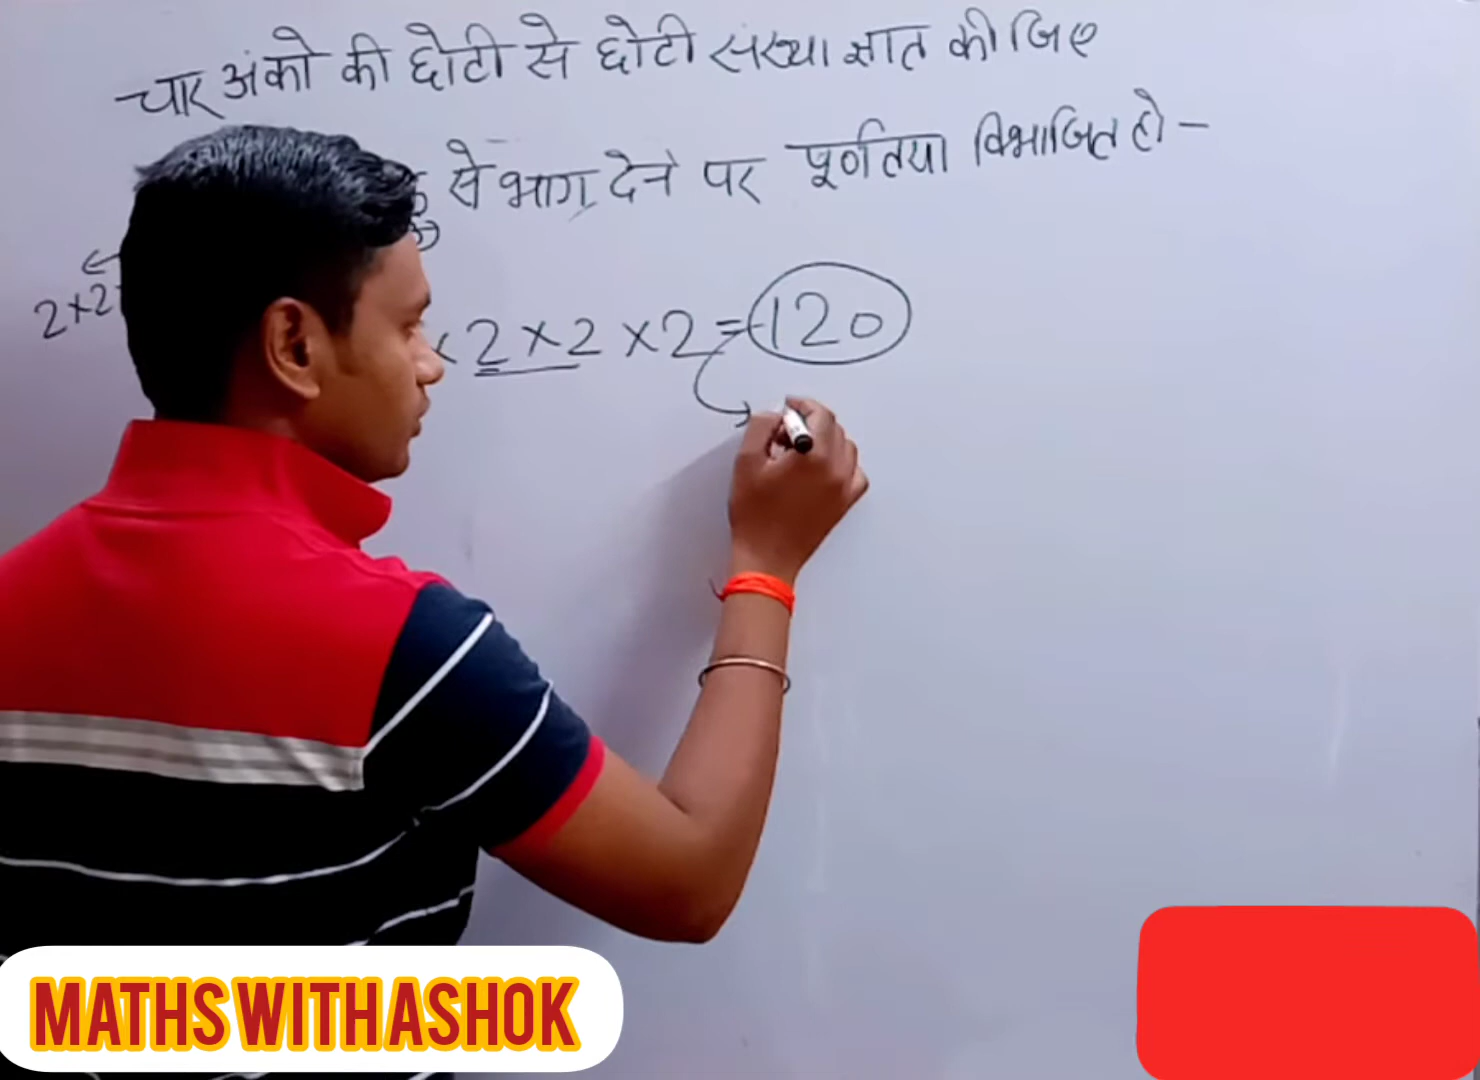 चार अंको की छोटी से छोटी संख्या ज्ञात कीजिए
से भाग देने पर पूर्णतया विभाजित हो -
2×2
× 2 × 2 × 2 = 120
MATHS WITH ASHOK